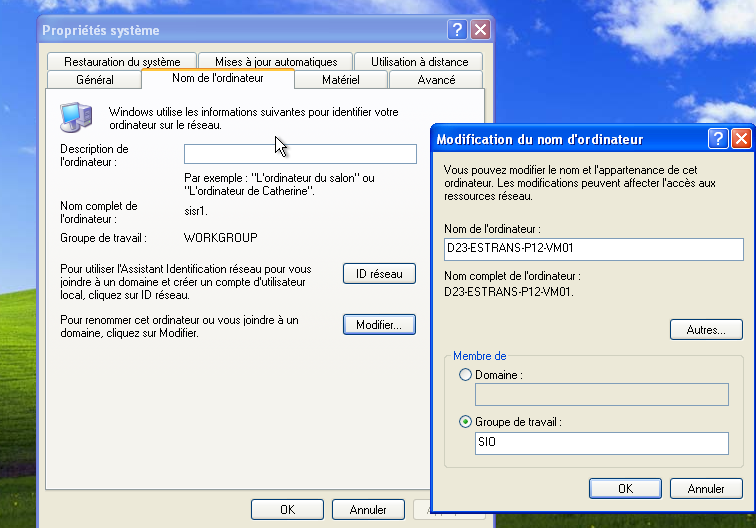 Propriétés système
Restauration du système
Mises à jour automatiques
Utilisation à distance
Général
Nom de l'ordinateur
Matériel
Avancé
Windows utilise les informations suivantes pour identifier votre
ordinateur sur le réseau.
Description de
l'ordinateur :
Par exemple : "L'ordinateur du salon" ou
"L'ordinateur de Catherine".
Nom complet de
l'ordinateur :
sisr1.
Groupe de travail :
WORKGROUP
Pour utiliser l'Assistant Identification réseau pour vous
joindre à un domaine et créer un compte d'utilisateur
local, cliquez sur ID réseau.
ID réseau
Pour renommer cet ordinateur ou vous joindre à un
domaine, cliquez sur Modifier.
Modifier...
OK
Annuler
Modification du nom d'ordinateur
Vous pouvez modifier le nom et l'appartenance de cet
ordinateur. Les modifications peuvent affecter l'accès aux
ressources réseau.
Nom de l'ordinateur :
D23-ESTRANS-P12-VM01
Nom complet de l'ordinateur :
D23-ESTRANS-P12-VM01.
Autres...
Membre de
Domaine :
Groupe de travail :
SIO
OK
Annuler